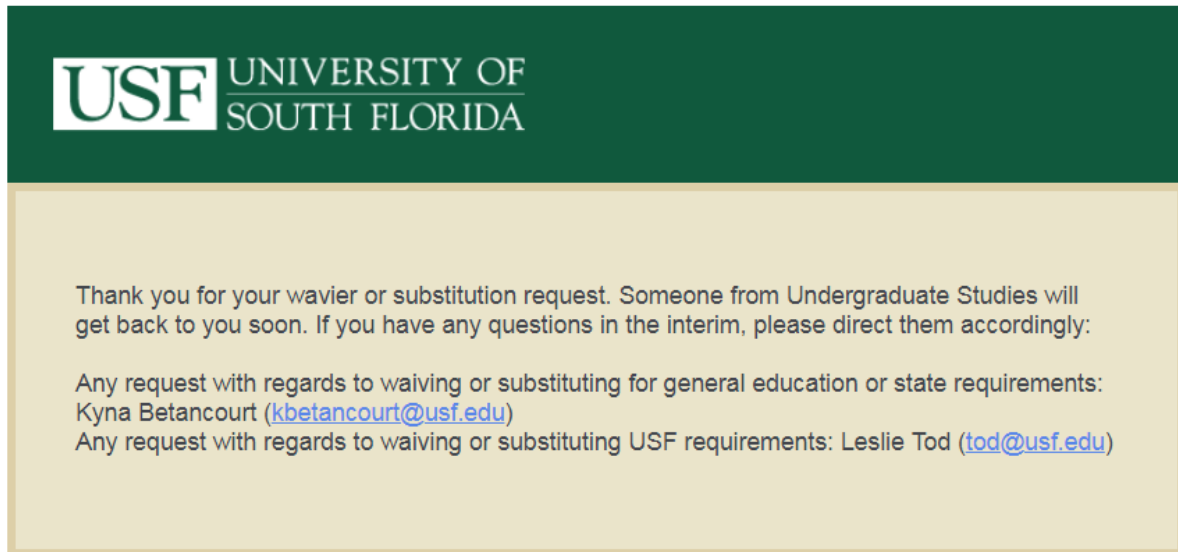 USF UNIVERSITY OF
SOUTH FLORIDA
Thank you for your wavier or substitution request. Someone from Undergraduate Studies will
get back to you soon. If you have any questions in the interim, please direct them accordingly:
Any request with regards to waiving or substituting for general education or state requirements:
Kyna Betancourt (kbetancourt@usf.edu)
Any request with regards to waiving or substituting USF requirements: Leslie Tod (tod@usf.edu)